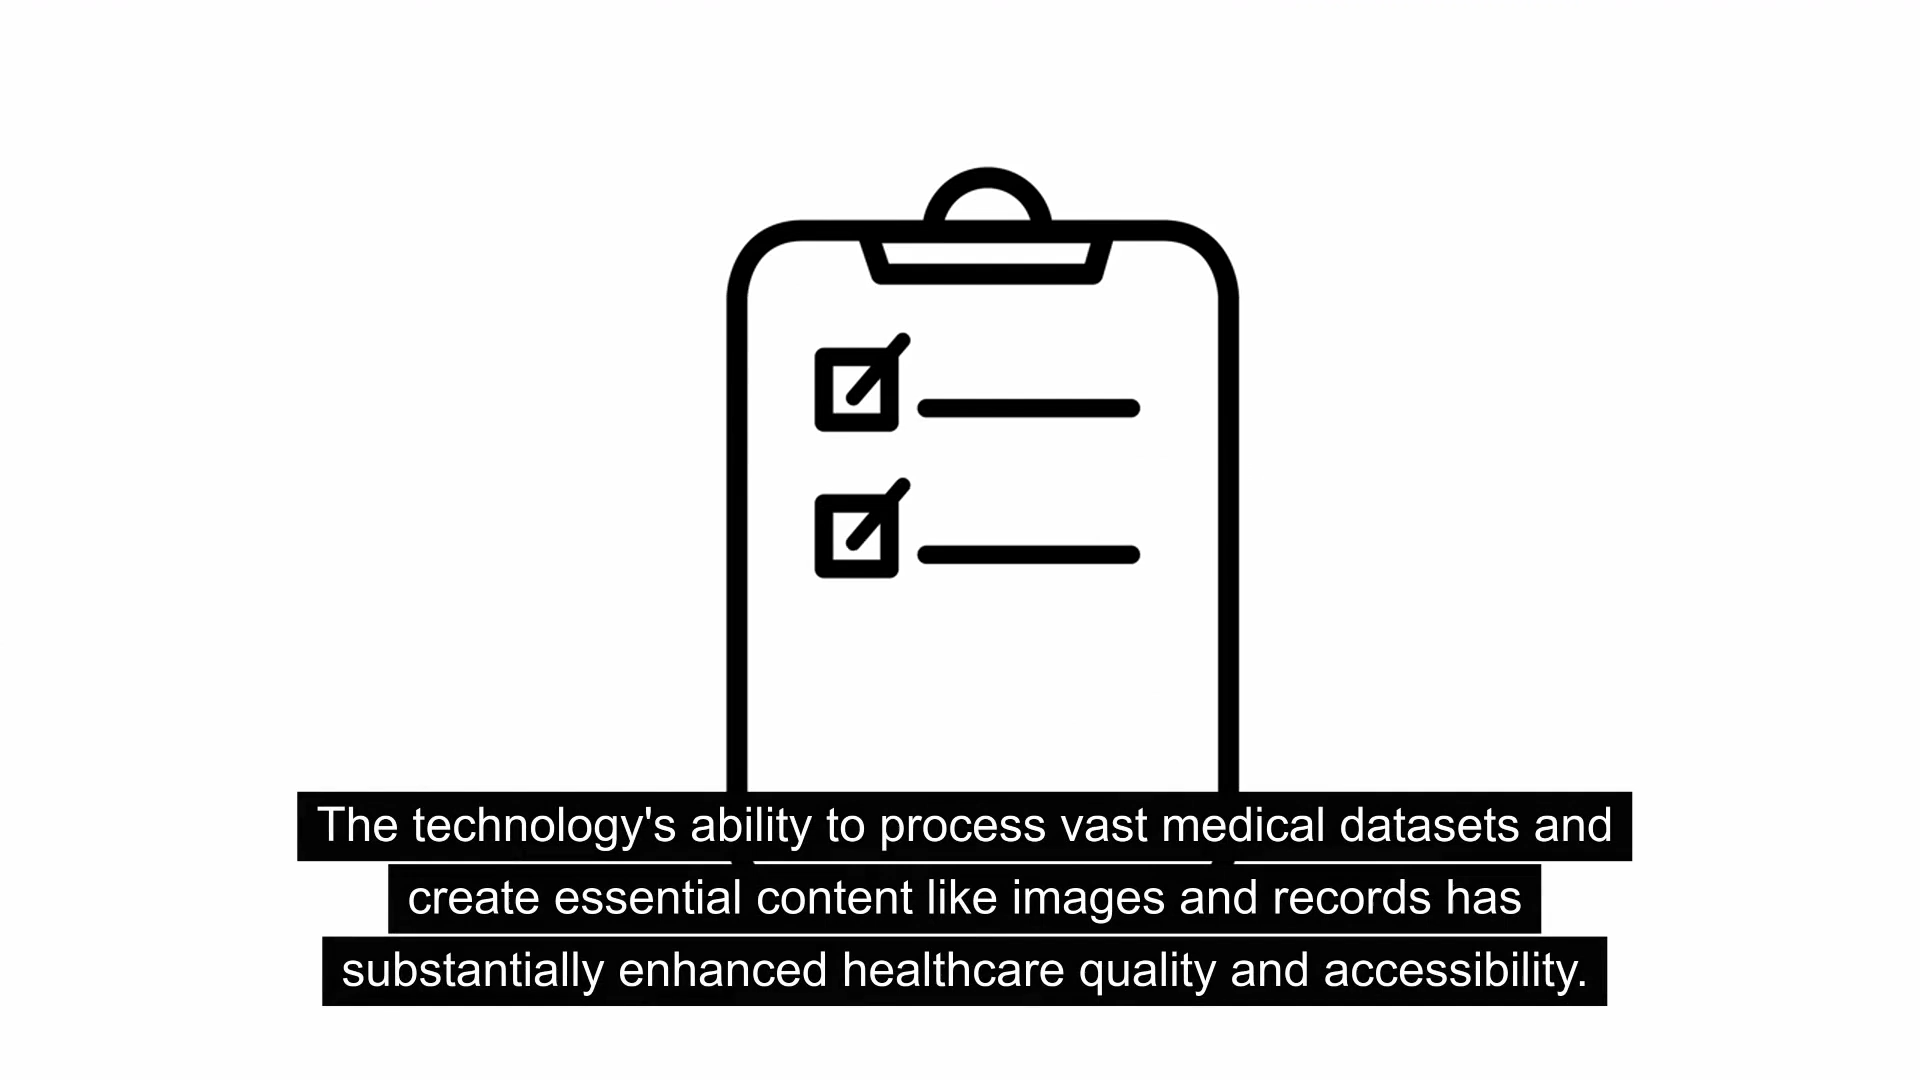 The technology's ability to process vast medical datasets and
create essential content like images and records has
substantially enhanced healthcare quality and accessibility.